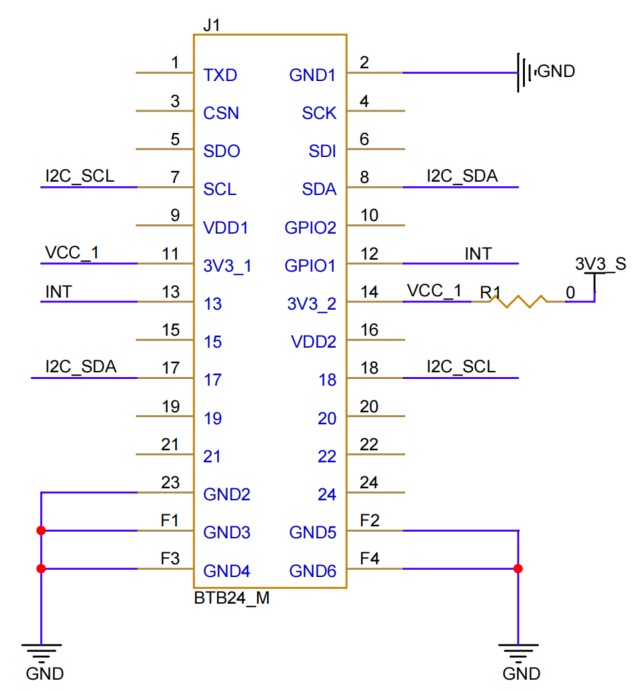 J1
1 TXD GND1 2 GND
3 CSN SCK 4
5 SDO SDI 6
I2C_SCL 7 SCL SDA 8 I2C_SDA
9 VDD1 GPIO2 10
VCC_1 11 3V3_1 GPIO1 12 INT
3V3_S
INT 13 13 3V3_2 14 VCC_1 R1 0
15 15 VDD2 16
I2C_SDA 17 17 18 18 I2C_SCL
19 19 20 20
21 21 22 22
23 GND2 24 24
F1 GND3 GND5 F2
F3 GND4 GND6 F4
BTB24_M
GND GND